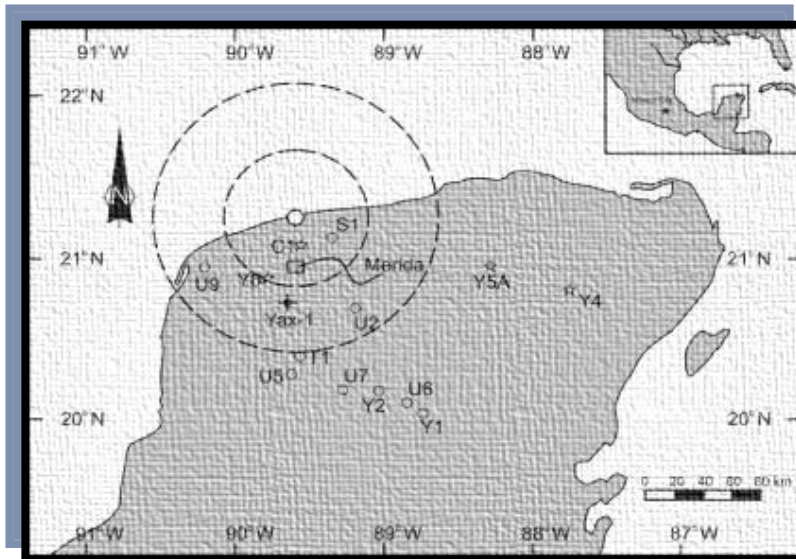 91°W 90°W 89°W 88°W
22°N
N
S1
C1
21°N 21°N
Merida
U9 Y6 Y5A Y4
Yax-1 U2
T1
U5 U7 U6
Y2
Y1
20°N 20°N
0 20 40 60 80 km
91°W 90°W 89°W 88°W 87°W